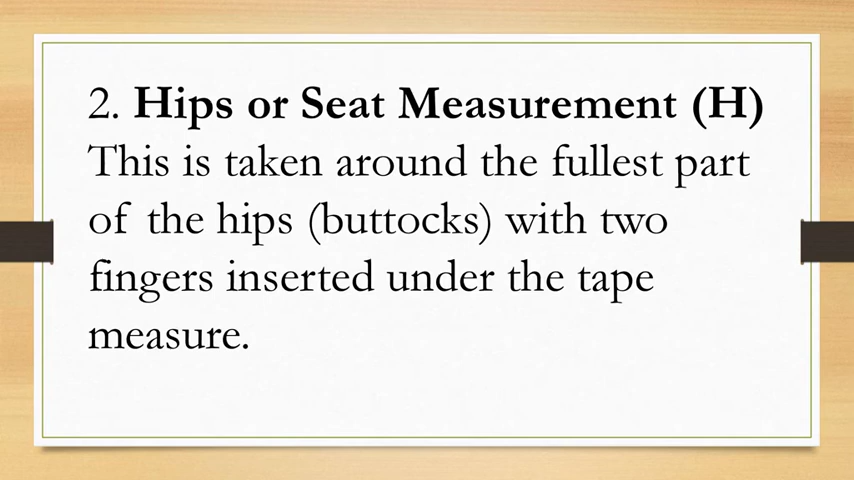 2. Hips or Seat Measurement (H)
This is taken around the fullest part
of the hips (buttocks) with two
fingers inserted under the tape
measure.